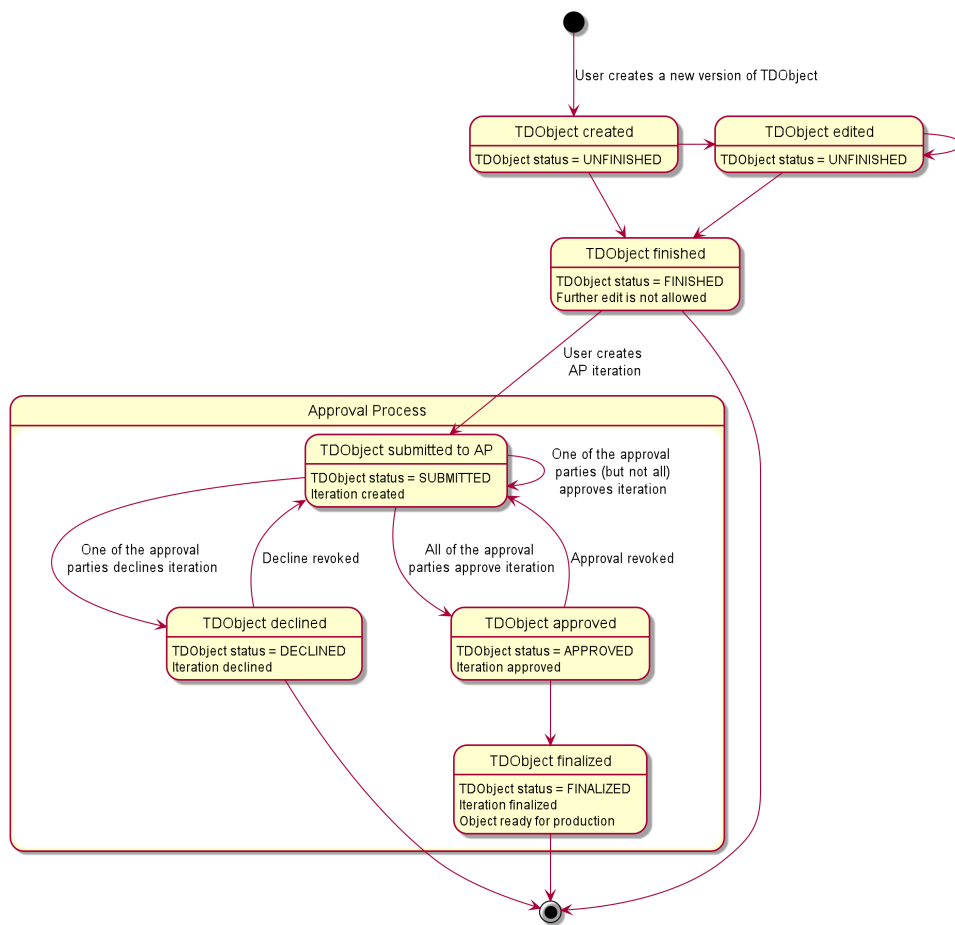 User creates a new version of TDObject
TDObject created
TDObject status = UNFINISHED
TDObject edited
TDObject status = UNFINISHED
TDObject finished
TDObject status = FINISHED
Further edit is not allowed
User creates
AP iteration
Approval Process
TDObject submitted to AP
TDObject status = SUBMITTED
Iteration created
One of the approval
parties (but not all)
approves iteration
One of the approval
parties declines iteration
Decline revoked
All of the approval
parties approve iteration
Approval revoked
TDObject declined
TDObject status = DECLINED
Iteration declined
TDObject approved
TDObject status = APPROVED
Iteration approved
TDObject finalized
TDObject status = FINALIZED
Iteration finalized
Object ready for production